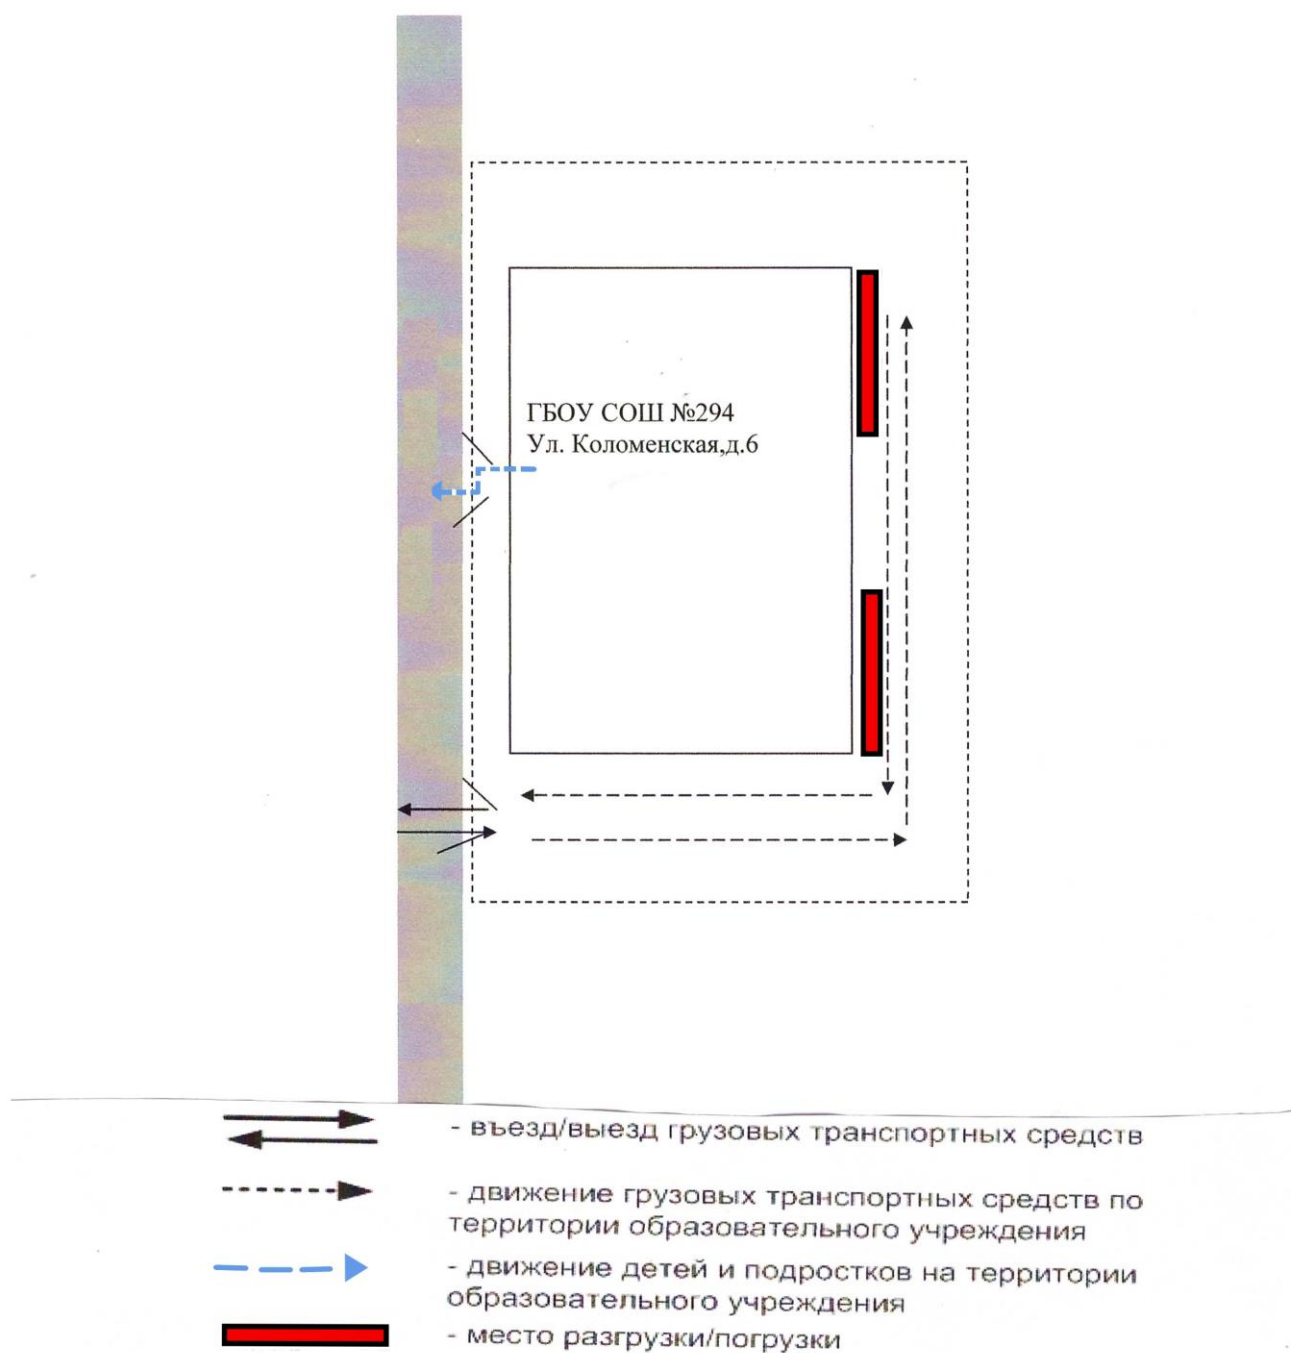 ГБОУ СОШ №294
Ул. Коломенская,д.6
- въезд/выезд грузовых транспортных средств
- движение грузовых транспортных средств по
территории образовательного учреждения
- движение детей и подростков на территории
образовательного учреждения
- место разгрузки/погрузки